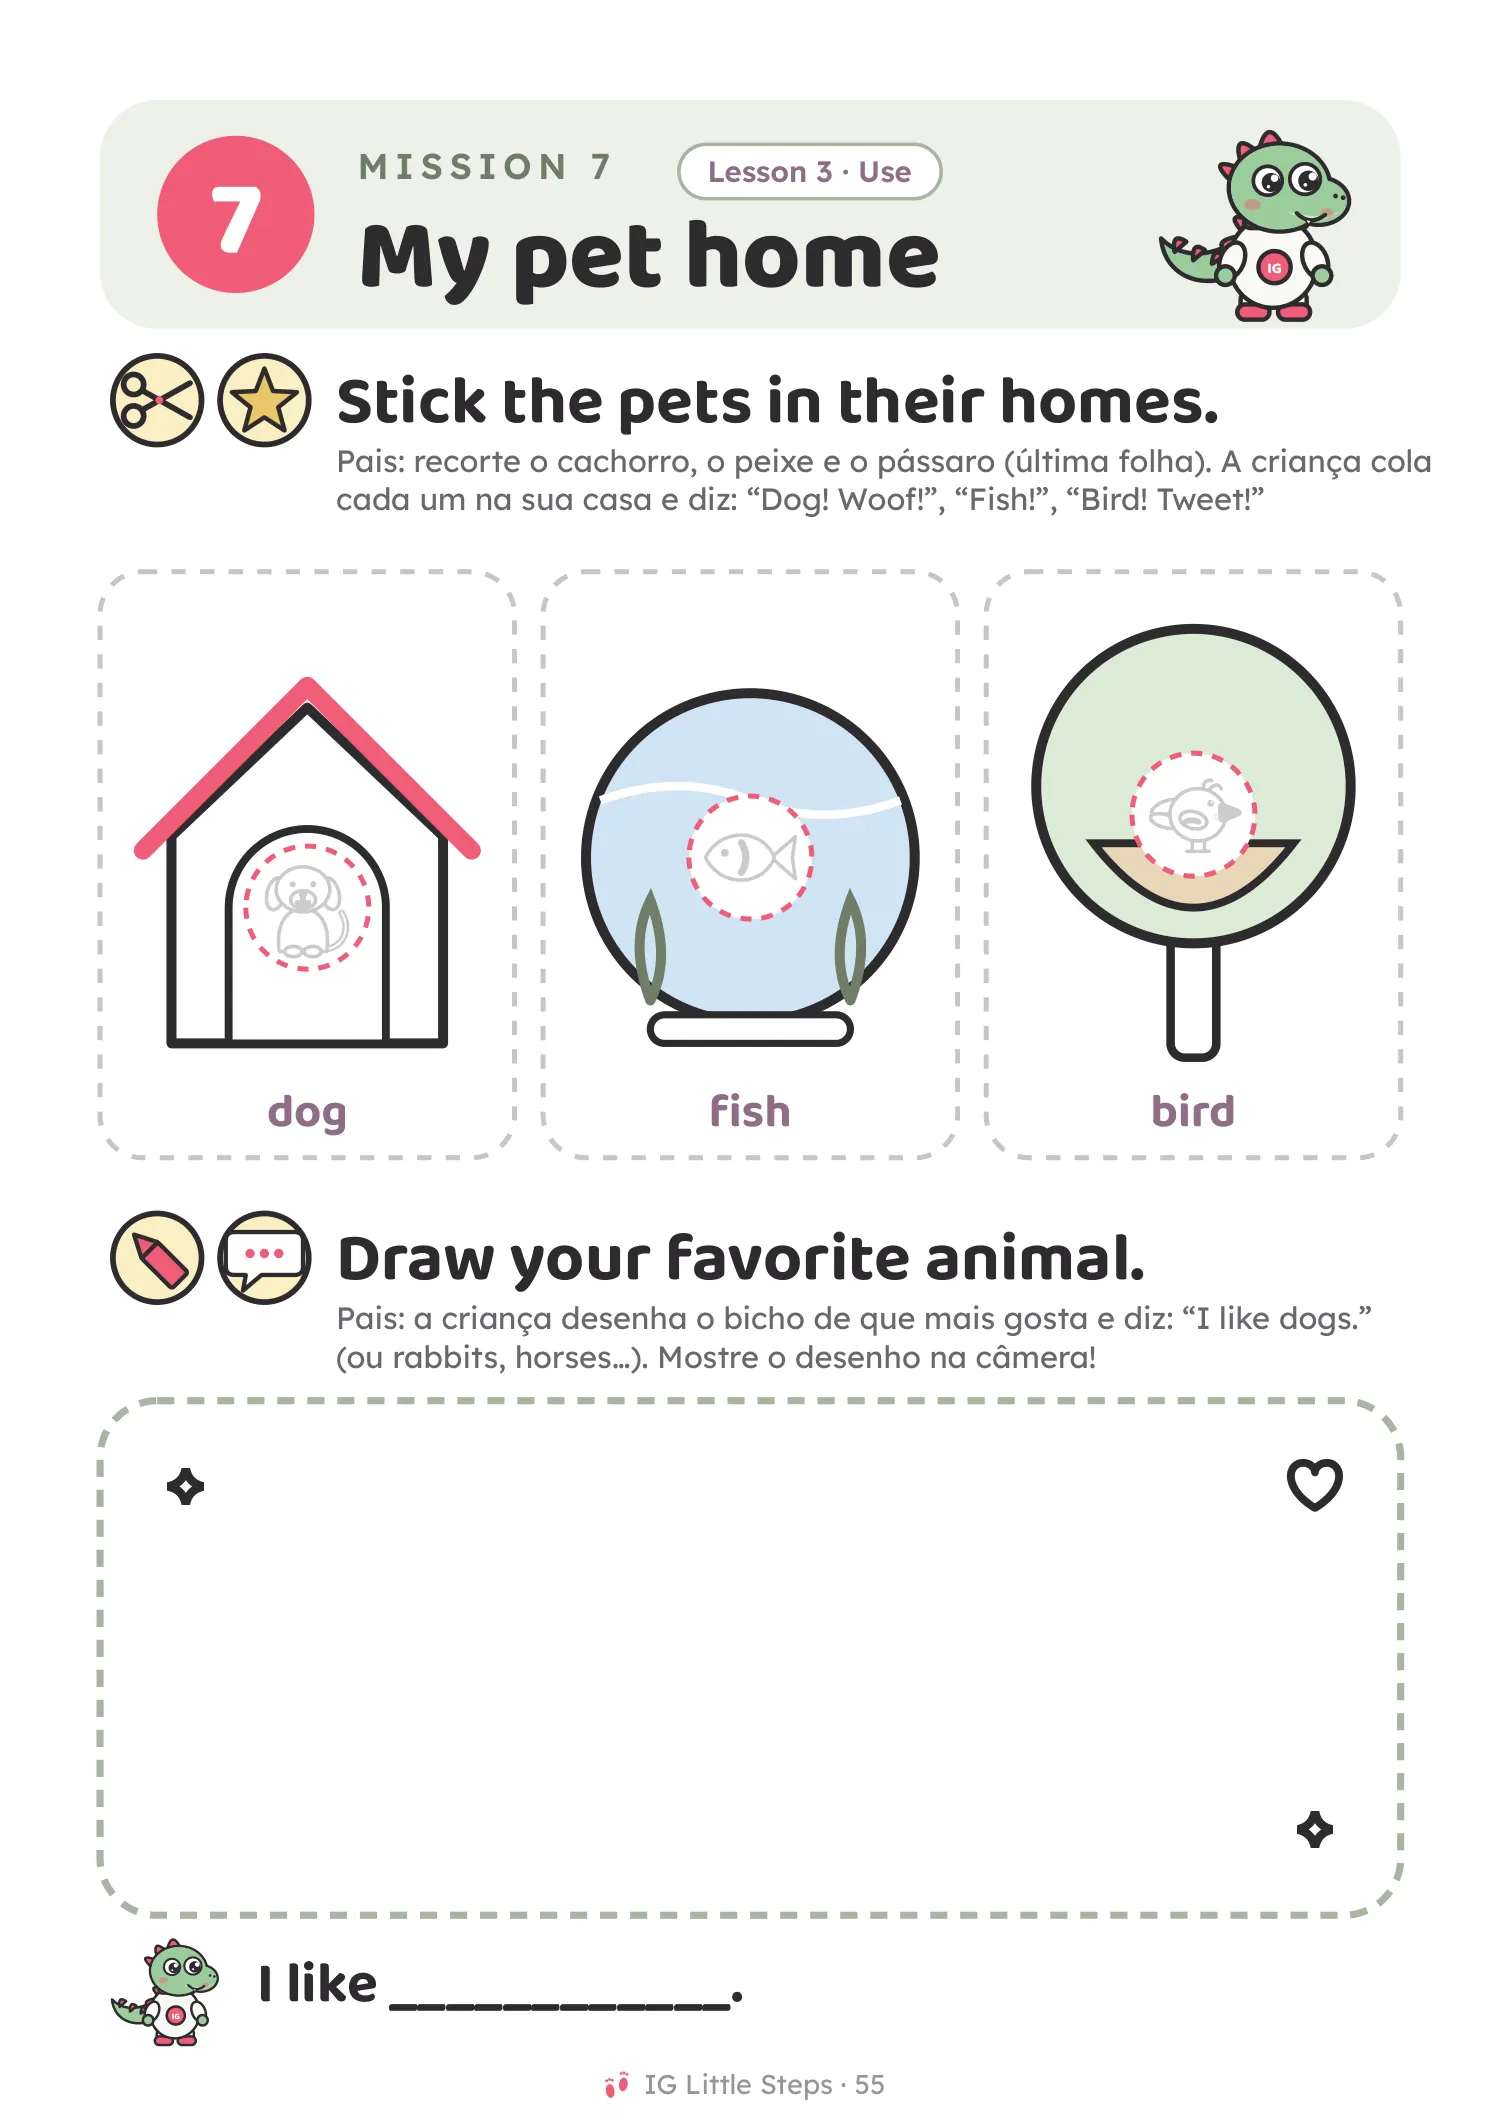 7
MISSION 7
Lesson 3 · Use
My pet home
IG
Stick the pets in their homes.
Pais: recorte o cachorro, o peixe e o pássaro (última folha). A criança cola
cada um na sua casa e diz: “Dog! Woof!”, “Fish!”, “Bird! Tweet!”
dog
fish
bird
Draw your favorite animal.
Pais: a criança desenha o bicho de que mais gosta e diz: “I like dogs.”
(ou rabbits, horses…). Mostre o desenho na câmera!
IG
I like ____________.
IG Little Steps · 55